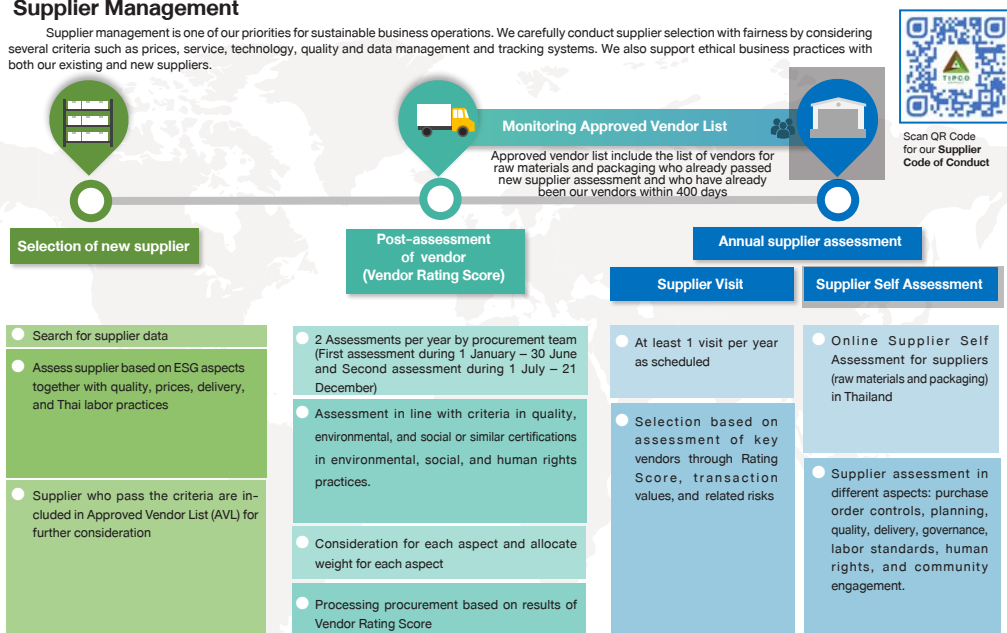 Supplier Management
Supplier management is one of our priorities for sustainable business operations. We carefully conduct supplier selection with fairness by considering
several criteria such as prices, service, technology, quality and data management and tracking systems. We also support ethical business practices with
both our existing and new suppliers.
TIPCO
Scan QR Code
for our Supplier
Code of Conduct
Monitoring Approved Vendor List
Approved vendor list include the list of vendors for
raw materials and packaging who already passed
new supplier assessment and who have already
been our vendors within 400 days
Selection of new supplier
Search for supplier data
Assess supplier based on ESG aspects
together with quality, prices, delivery,
and Thai labor practices
Supplier who pass the criteria are in-
cluded in Approved Vendor List (AVL) for
further consideration
Post-assessment
of vendor
(Vendor Rating Score)
2 Assessments per year by procurement team
(First assessment during 1 January – 30 June
and Second assessment during 1 July – 21
December)
Assessment in line with criteria in quality,
environmental, and social or similar certifications
in environmental, social, and human rights
practices.
Consideration for each aspect and allocate
weight for each aspect
Processing procurement based on results of
Vendor Rating Score
Annual supplier assessment
Supplier Visit
At least 1 visit per year
as scheduled
Selection based on
assessment of key
vendors through Rating
Score, transaction
values, and related risks
Supplier Self Assessment
Online Supplier Self
Assessment for suppliers
(raw materials and packaging)
in Thailand
Supplier assessment in
different aspects: purchase
order controls, planning,
quality, delivery, governance,
labor standards, human
rights, and community
engagement.